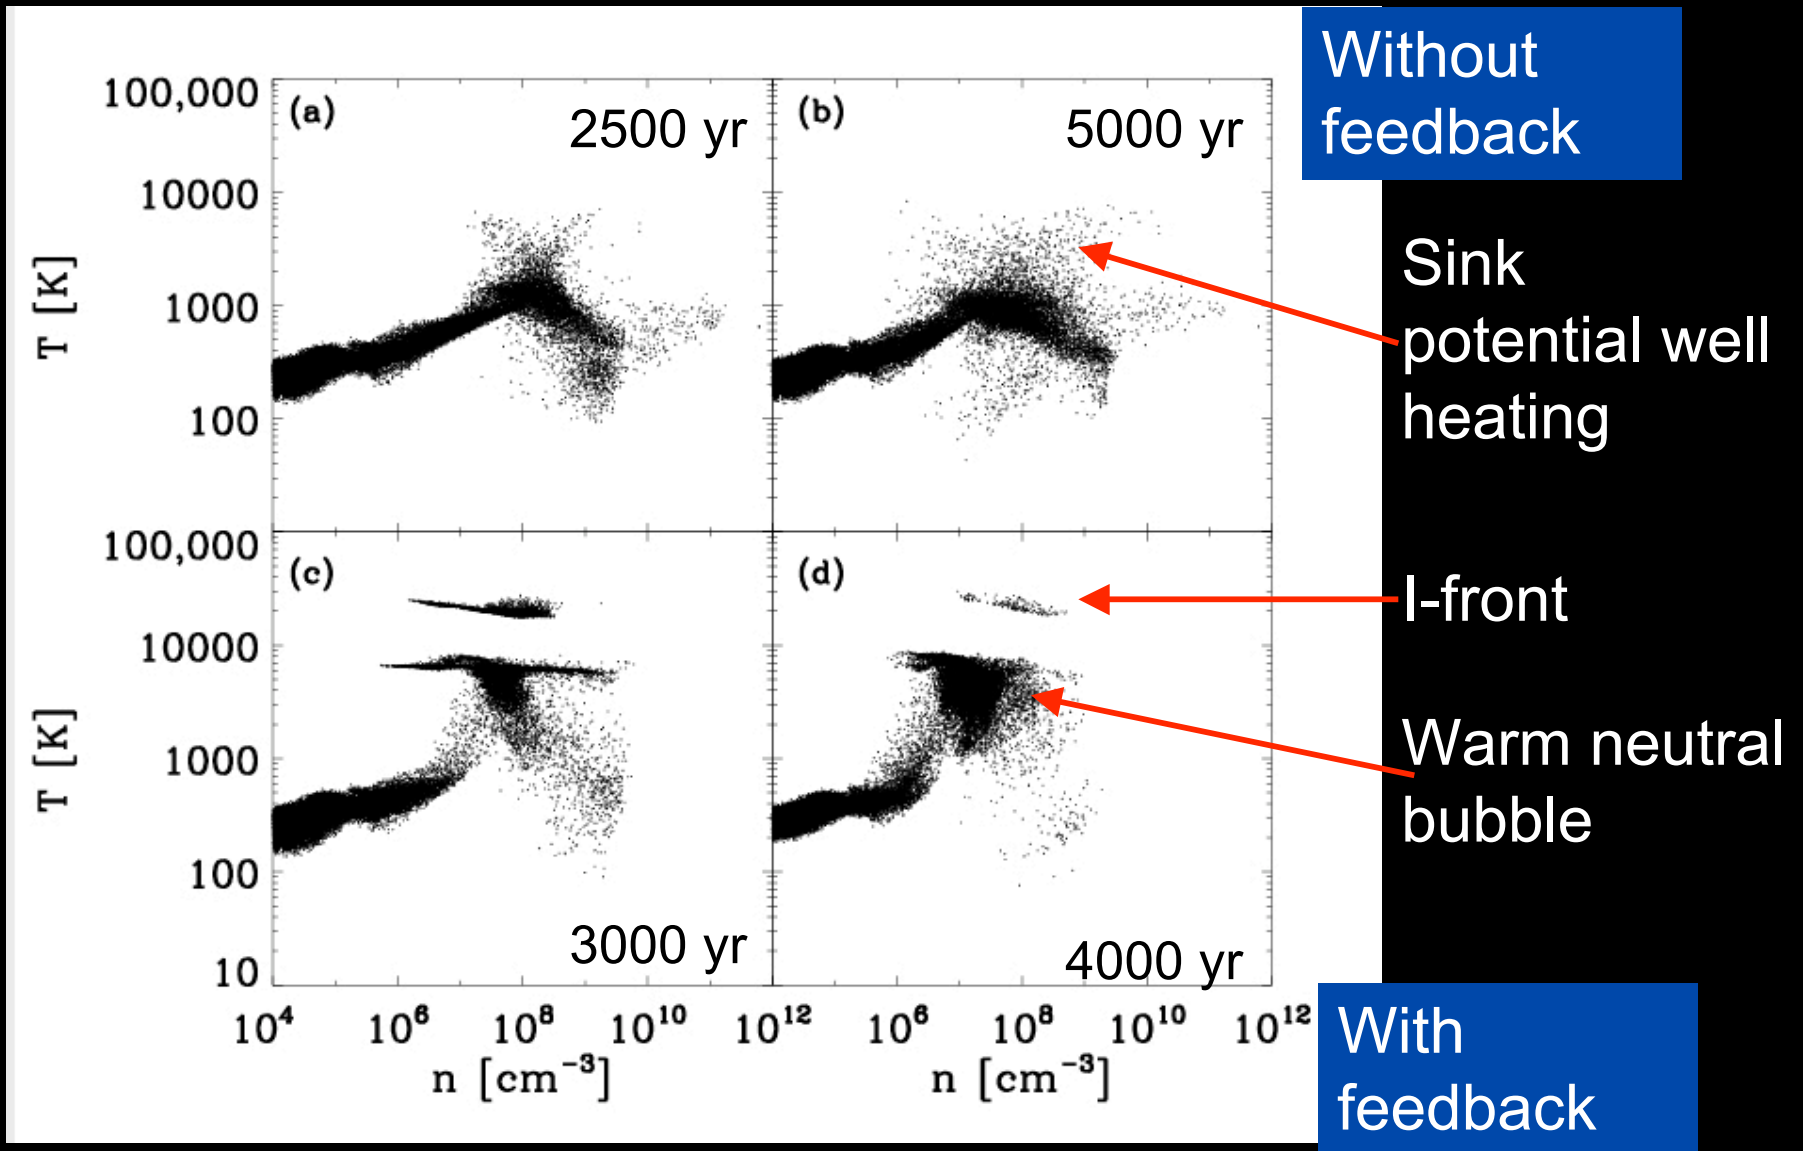 Without
feedback
100,000
(a)
2500 yr
(b)
5000 yr
10000
T [K]
1000
100
Sink
potential well
heating
100,000
(c)
(d)
I-front
10000
T [K]
1000
Warm neutral
bubble
100
3000 yr
4000 yr
10
10⁴ 10⁶ 10⁸ 10¹⁰ 10¹² 10⁶ 10⁸ 10¹⁰ 10¹²
n [cm⁻³] n [cm⁻³]
With
feedback